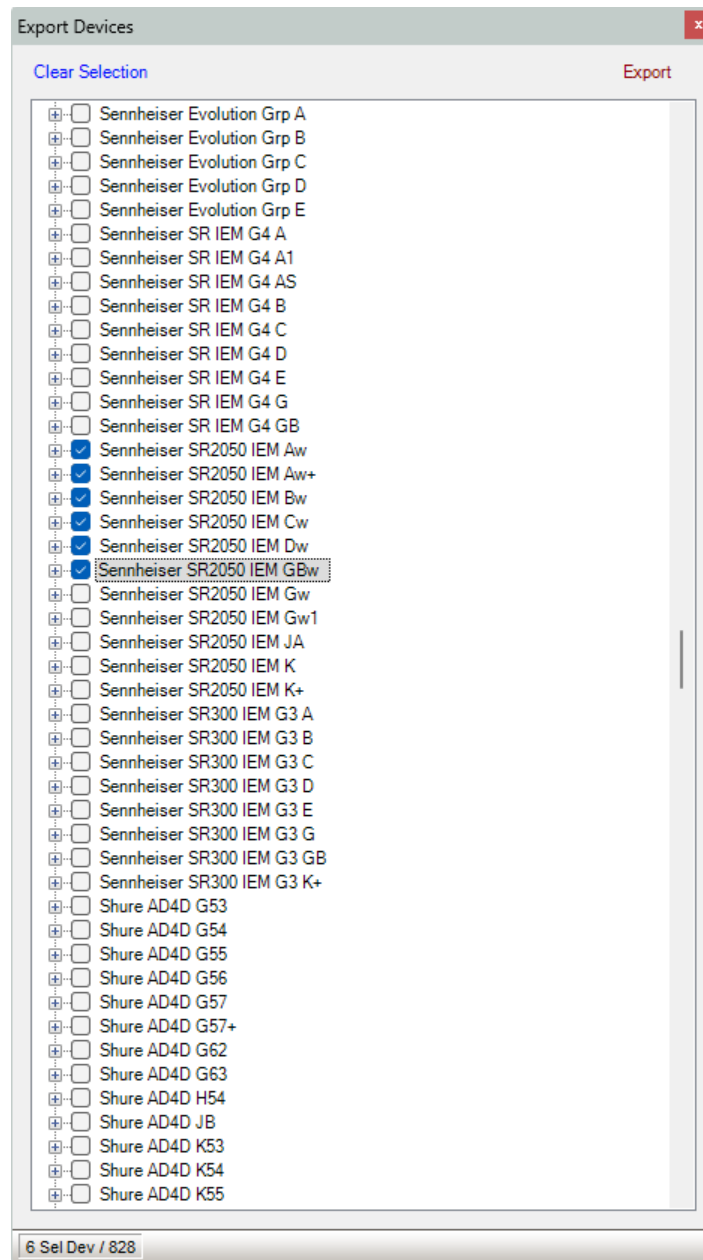 Export Devices
x
Clear Selection
Export
Sennheiser Evolution Grp A
Sennheiser Evolution Grp B
Sennheiser Evolution Grp C
Sennheiser Evolution Grp D
Sennheiser Evolution Grp E
Sennheiser SR IEM G4 A
Sennheiser SR IEM G4 A1
Sennheiser SR IEM G4 AS
Sennheiser SR IEM G4 B
Sennheiser SR IEM G4 C
Sennheiser SR IEM G4 D
Sennheiser SR IEM G4 E
Sennheiser SR IEM G4 G
Sennheiser SR IEM G4 GB
Sennheiser SR2050 IEM Aw
Sennheiser SR2050 IEM Aw+
Sennheiser SR2050 IEM Bw
Sennheiser SR2050 IEM Cw
Sennheiser SR2050 IEM Dw
Sennheiser SR2050 IEM GBw
Sennheiser SR2050 IEM Gw
Sennheiser SR2050 IEM Gw1
Sennheiser SR2050 IEM JA
Sennheiser SR2050 IEM K
Sennheiser SR2050 IEM K+
Sennheiser SR300 IEM G3 A
Sennheiser SR300 IEM G3 B
Sennheiser SR300 IEM G3 C
Sennheiser SR300 IEM G3 D
Sennheiser SR300 IEM G3 E
Sennheiser SR300 IEM G3 G
Sennheiser SR300 IEM G3 GB
Sennheiser SR300 IEM G3 K+
Shure AD4D G53
Shure AD4D G54
Shure AD4D G55
Shure AD4D G56
Shure AD4D G57
Shure AD4D G57+
Shure AD4D G62
Shure AD4D G63
Shure AD4D H54
Shure AD4D JB
Shure AD4D K53
Shure AD4D K54
Shure AD4D K55
6 Sel Dev / 828